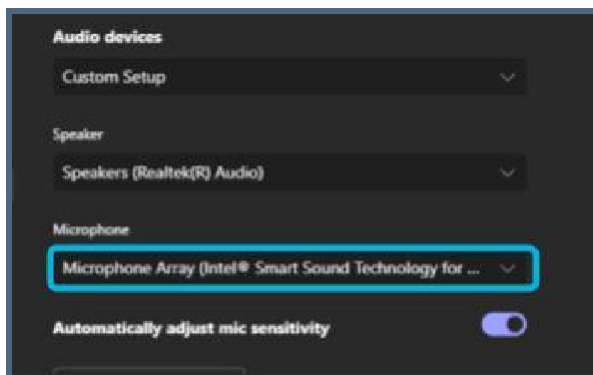 Audio devices
Custom Setup
Speaker
Speakers (Realtek(R) Audio)
Microphone
Microphone Array (Intel® Smart Sound Technology for ...
Automatically adjust mic sensitivity